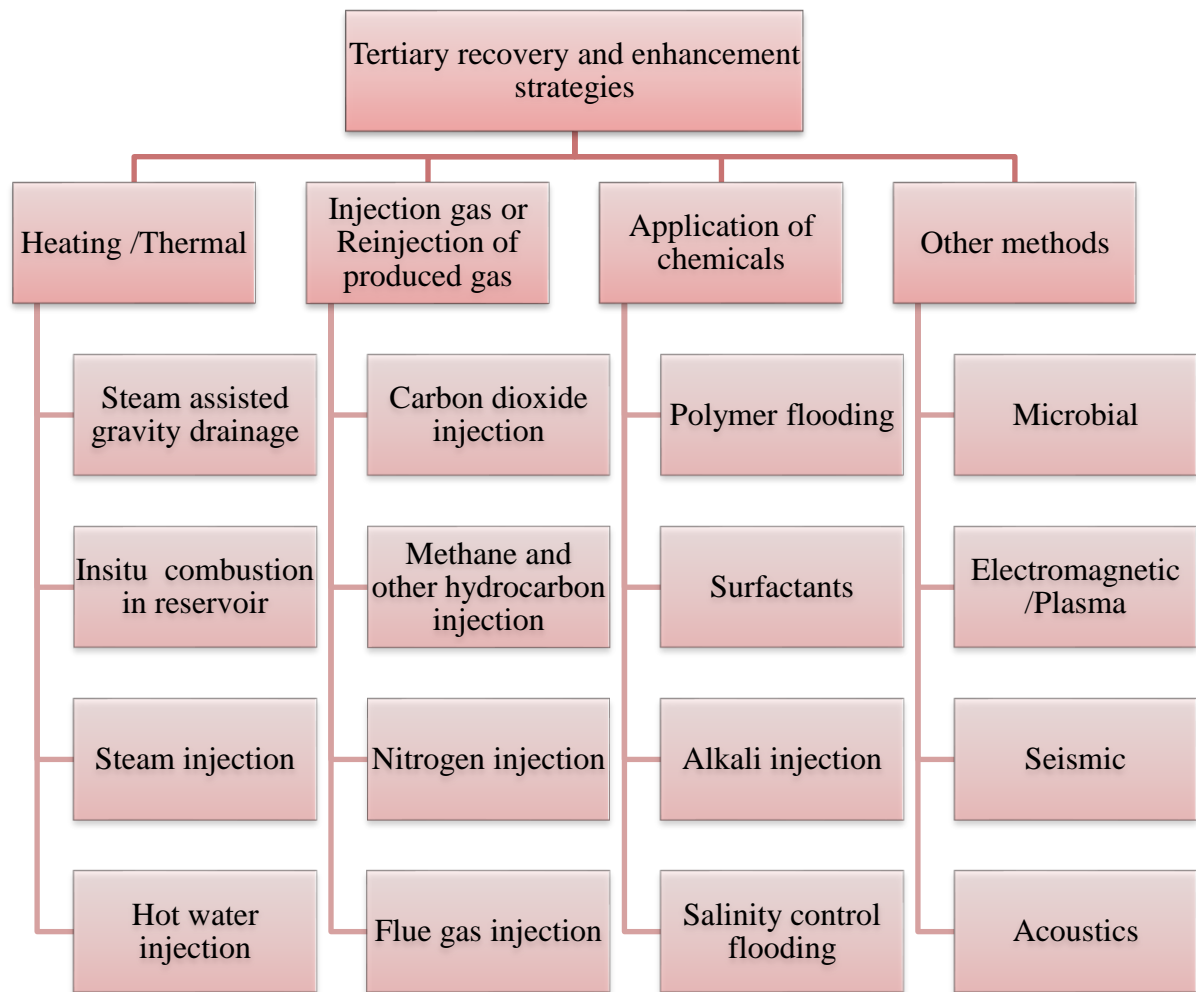 Tertiary recovery and enhancement
strategies
Heating /Thermal
Steam assisted
gravity drainage
Insitu combustion
in reservoir
Steam injection
Hot water
injection
Injection gas or
Reinjection of
produced gas
Carbon dioxide
injection
Methane and
other hydrocarbon
injection
Nitrogen injection
Flue gas injection
Application of
chemicals
Polymer flooding
Surfactants
Alkali injection
Salinity control
flooding
Other methods
Microbial
Electromagnetic
/Plasma
Seismic
Acoustics